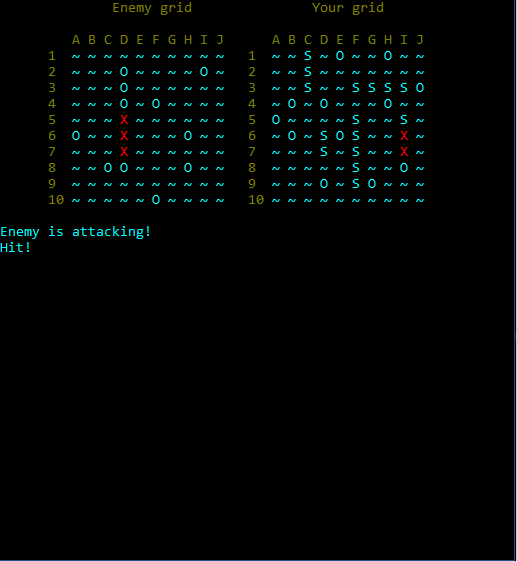 Enemy grid Your grid
A B C D E F G H I J A B C D E F G H I J
1 ~ ~ ~ ~ ~ ~ ~ ~ ~ ~ 1 ~ ~ S ~ O ~ ~ O ~ ~
2 ~ ~ ~ O ~ ~ ~ ~ O ~ 2 ~ ~ S ~ ~ ~ ~ ~ ~ ~
3 ~ ~ ~ O ~ ~ ~ ~ ~ ~ 3 ~ ~ S ~ ~ S S S S O
4 ~ ~ ~ O ~ O ~ ~ ~ ~ 4 ~ O ~ O ~ ~ ~ O ~ ~
5 ~ ~ ~ X ~ ~ ~ ~ ~ ~ 5 O ~ ~ ~ ~ S ~ ~ S ~
6 O ~ ~ X ~ ~ ~ O ~ ~ 6 ~ O ~ S O S ~ ~ X ~
7 ~ ~ ~ X ~ ~ ~ ~ ~ ~ 7 ~ ~ ~ S ~ S ~ ~ X ~
8 ~ ~ O O ~ ~ ~ O ~ ~ 8 ~ ~ ~ ~ ~ S ~ ~ O ~
9 ~ ~ ~ ~ ~ ~ ~ ~ ~ ~ 9 ~ ~ ~ O ~ S O ~ ~ ~
10 ~ ~ ~ ~ ~ O ~ ~ ~ ~ 10 ~ ~ ~ ~ ~ ~ ~ ~ ~ ~
Enemy is attacking!
Hit!